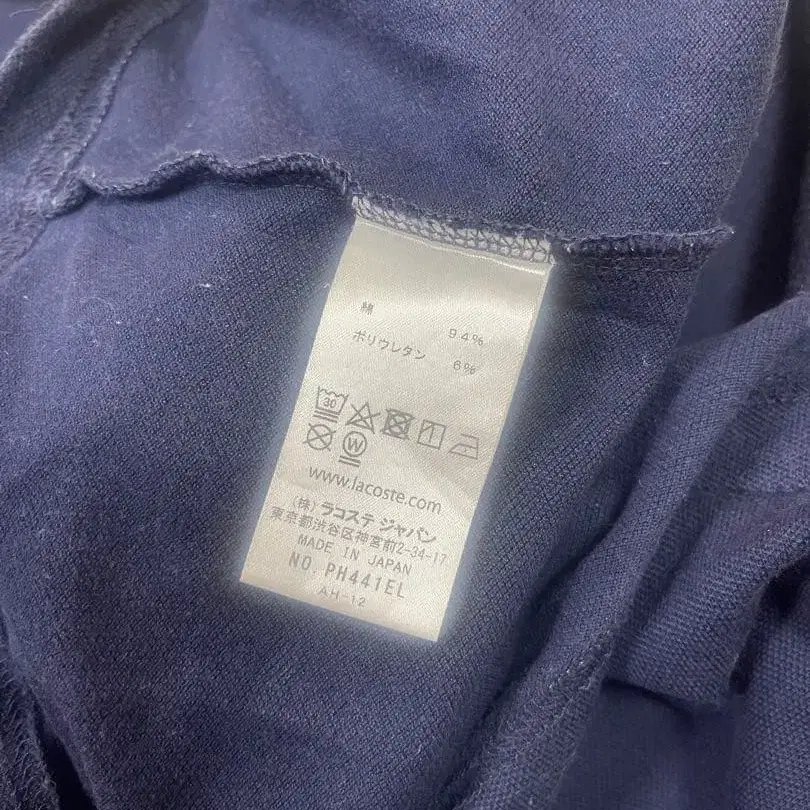 綿 94%
ポリウレタン 6%
30
W
www.lacoste.com
(株)ラコステ ジャパン
東京都渋谷区神宮前2-34-17
MADE IN JAPAN
NO. PH441EL
AH-12